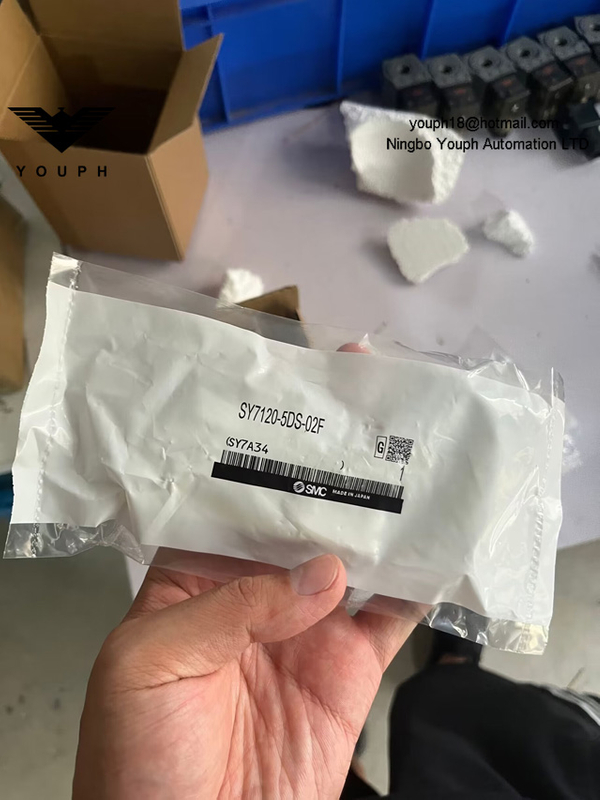 YOUPH
youph18@hotmail.com
Ningbo Youph Automation LTD
SY7120-5DS-02F
(SY7A34 )
G
1
SMC MADE IN JAPAN